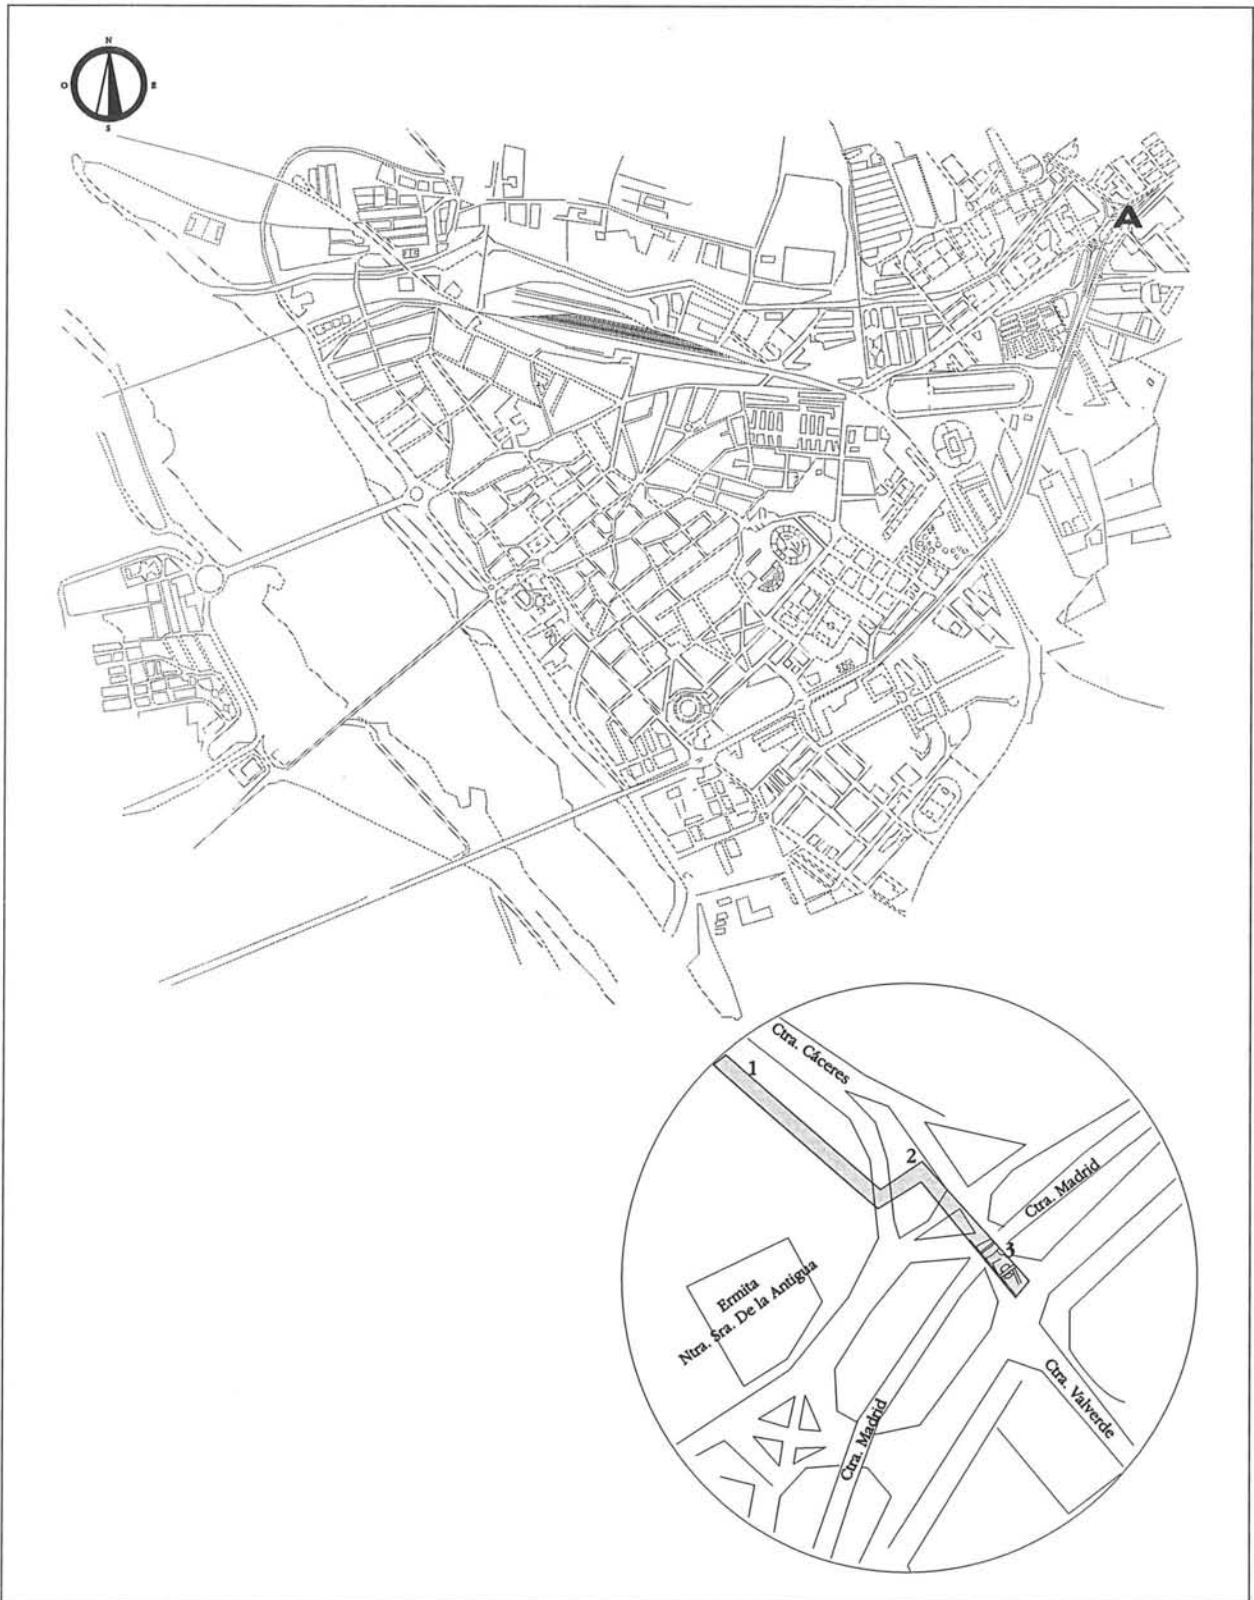 N
O
E
S
A
Ctra. Cáceres
1
2
Ctra. Madrid
3
Ermita
Ntra. Sra. De la Antigua
Ctra. Valverde
Ctra. Madrid